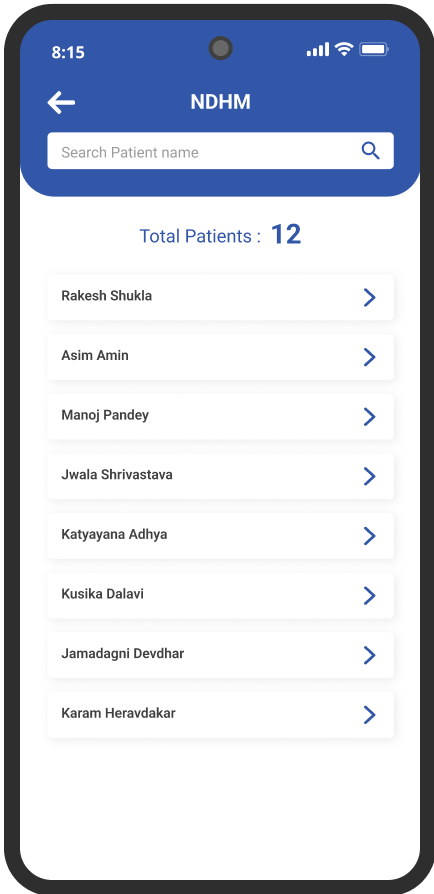 8:15
NDHM
Search Patient name
Total Patients : 12
Rakesh Shukla
Asim Amin
Manoj Pandey
Jwala Shrivastava
Katyayana Adhya
Kusika Dalavi
Jamadagni Devdhar
Karam Heravdakar